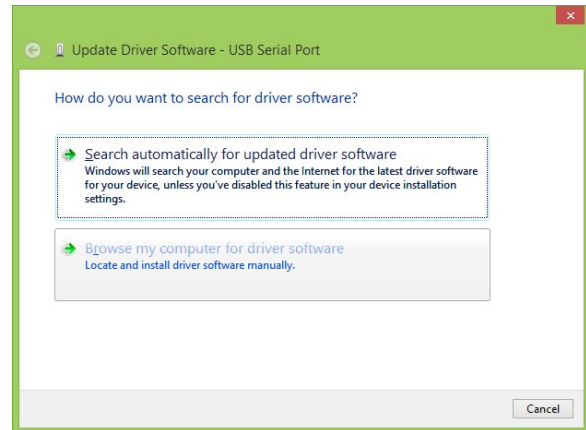 Update Driver Software - USB Serial Port
How do you want to search for driver software?
Search automatically for updated driver software
Windows will search your computer and the Internet for the latest driver software
for your device, unless you've disabled this feature in your device installation
settings.
Browse my computer for driver software
Locate and install driver software manually.
Cancel